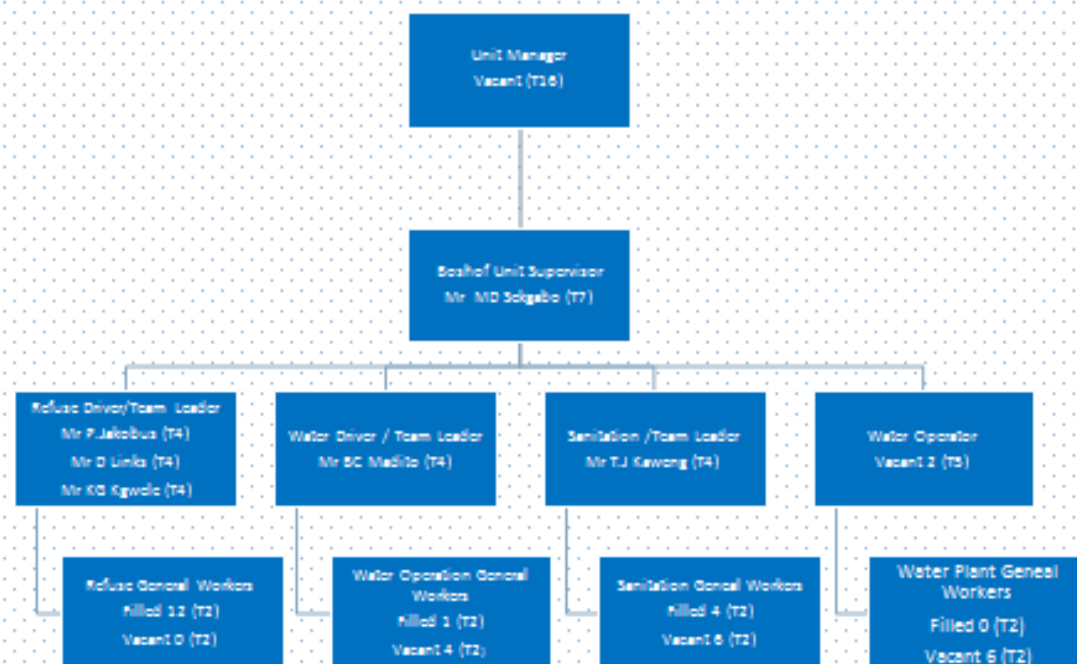 Unit Manager
Vacant (T16)
Boshof Unit Supervisor
Mr MD Sekgabo (T7)
Refuse Driver/Team Leader
Mr P.Jakobus (T4)
Mr D Links (T4)
Mr KG Kgwele (T4)
Water Driver / Team Leader
Mr BC Madito (T4)
Sanitation /Team Leader
Mr T.J Kaweng (T4)
Water Operator
Vacant 2 (T5)
Refuse General Workers
Filled 12 (T2)
Vacant 0 (T2)
Water Operation General
Workers
Filled 1 (T2)
Vacant 4 (T2)
Sanitation Geneal Workers
Filled 4 (T2)
Vacant 6 (T2)
Water Plant Geneal
Workers
Filled 0 (T2)
Vacant 6 (T2)